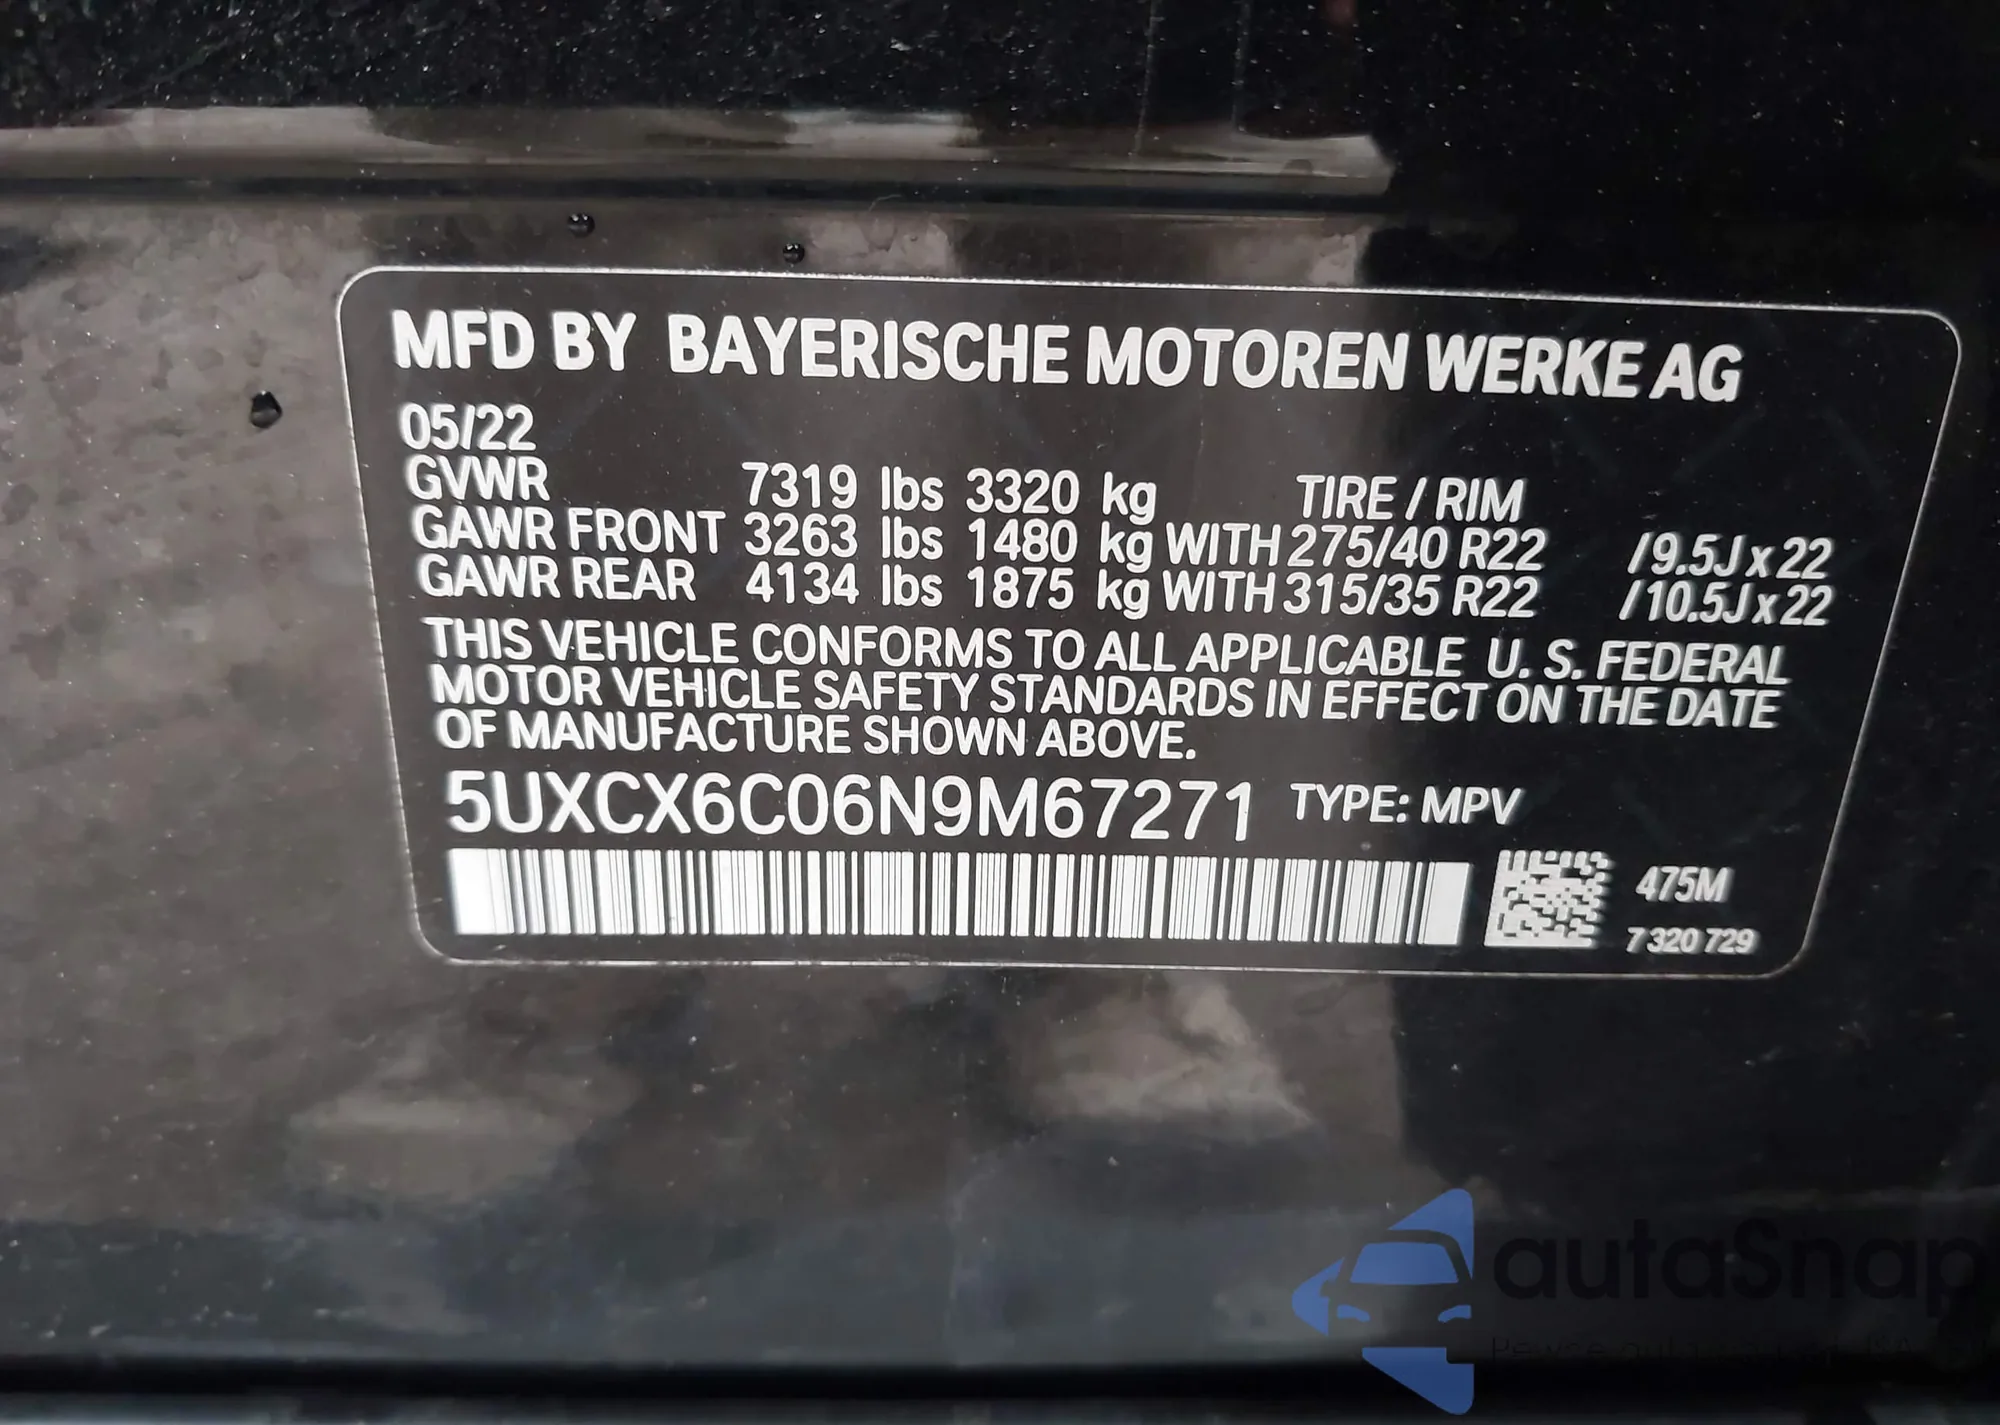 MFD BY BAYERISCHE MOTOREN WERKE AG
05/22
GVWR 7319 lbs 3320 kg TIRE / RIM
GAWR FRONT 3263 lbs 1480 kg WITH 275/40 R22 /9.5J x 22
GAWR REAR 4134 lbs 1875 kg WITH 315/35 R22 /10.5J x 22
THIS VEHICLE CONFORMS TO ALL APPLICABLE U. S. FEDERAL
MOTOR VEHICLE SAFETY STANDARDS IN EFFECT ON THE DATE
OF MANUFACTURE SHOWN ABOVE.
5UXCX6C06N9M67271 TYPE: MPV
475M
7 320 729
autaSnap
Pewne auta